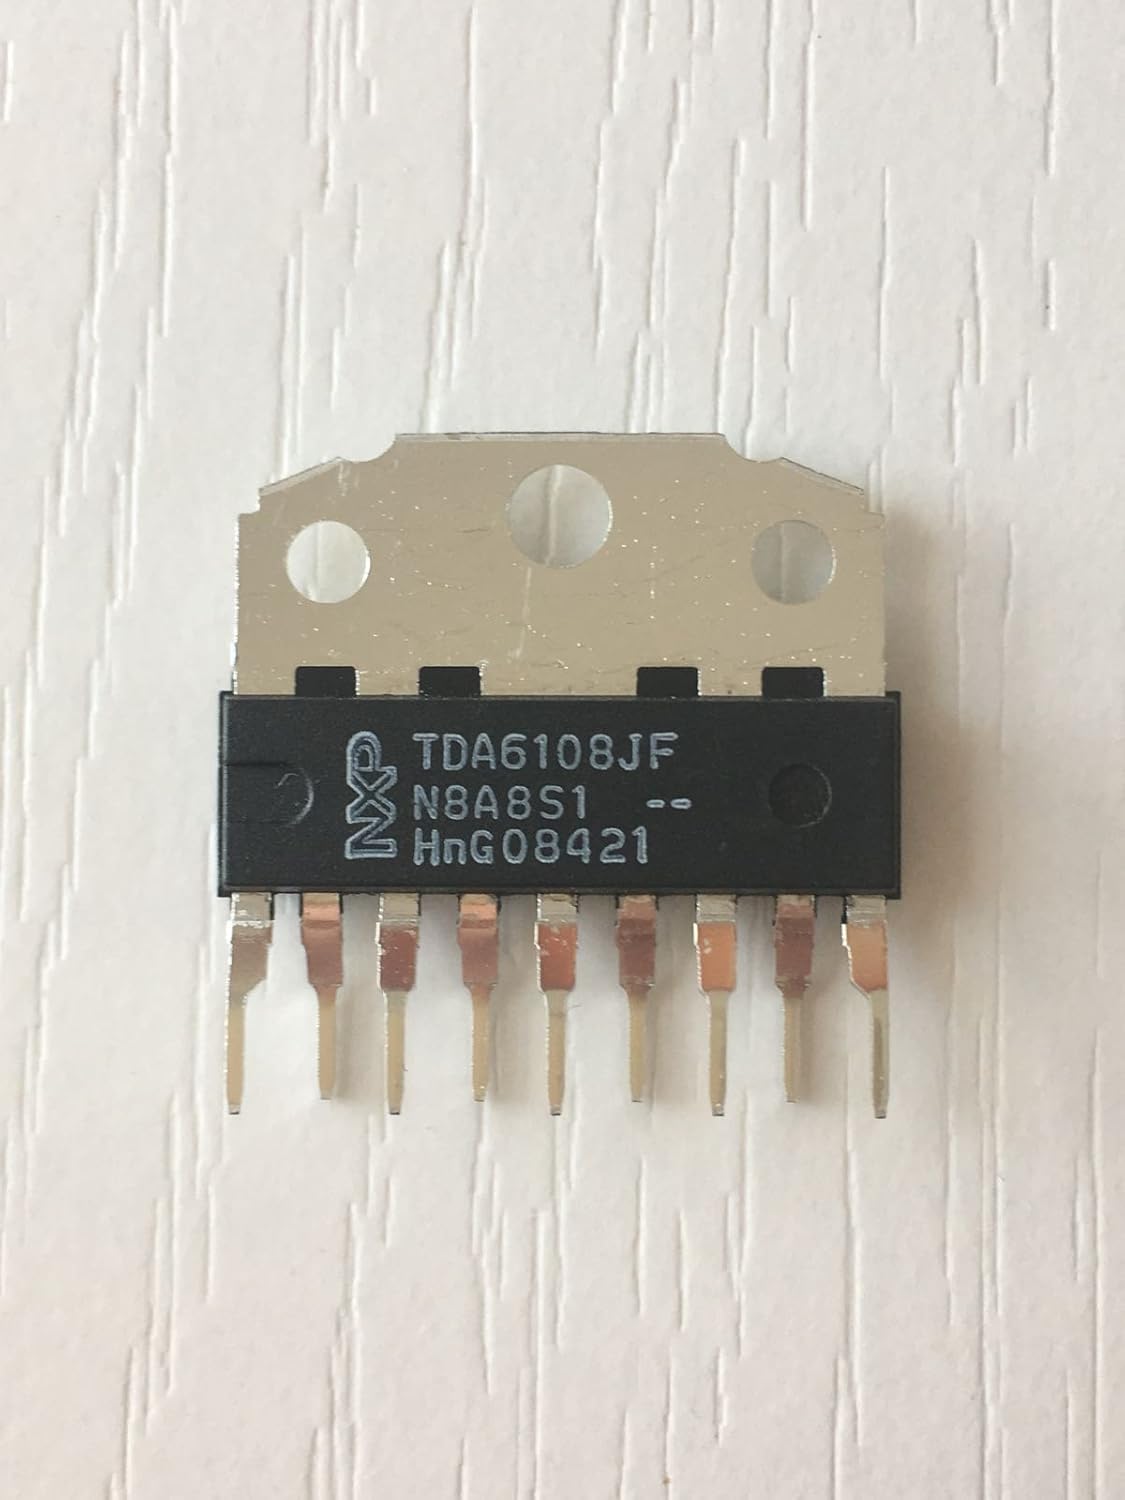 NXP
TDA6108JF
N8A8S1 --
HnG08421